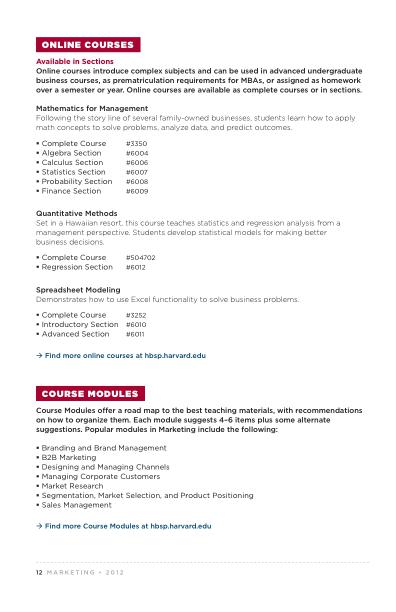 ONLINE COURSES
Available in Sections
Online courses introduce complex subjects and can be used in advanced undergraduate
business courses, as prematriculation requirements for MBAs, or assigned as homework
over a semester or year. Online courses are available as complete courses or in sections.
Mathematics for Management
Following the story line of several family-owned businesses, students learn how to apply
math concepts to solve problems, analyze data, and predict outcomes.
▪ Complete Course #3350
▪ Algebra Section #6004
▪ Calculus Section #6006
▪ Statistics Section #6007
▪ Probability Section #6008
▪ Finance Section #6009
Quantitative Methods
Set in a Hawaiian resort, this course teaches statistics and regression analysis from a
management perspective. Students develop statistical models for making better
business decisions.
▪ Complete Course #504702
▪ Regression Section #6012
Spreadsheet Modeling
Demonstrates how to use Excel functionality to solve business problems.
▪ Complete Course #3252
▪ Introductory Section #6010
▪ Advanced Section #6011
→ Find more online courses at hbsp.harvard.edu
COURSE MODULES
Course Modules offer a road map to the best teaching materials, with recommendations
on how to organize them. Each module suggests 4–6 items plus some alternate
suggestions. Popular modules in Marketing include the following:
▪ Branding and Brand Management
▪ B2B Marketing
▪ Designing and Managing Channels
▪ Managing Corporate Customers
▪ Market Research
▪ Segmentation, Market Selection, and Product Positioning
▪ Sales Management
→ Find more Course Modules at hbsp.harvard.edu
12 MARKETING • 2012